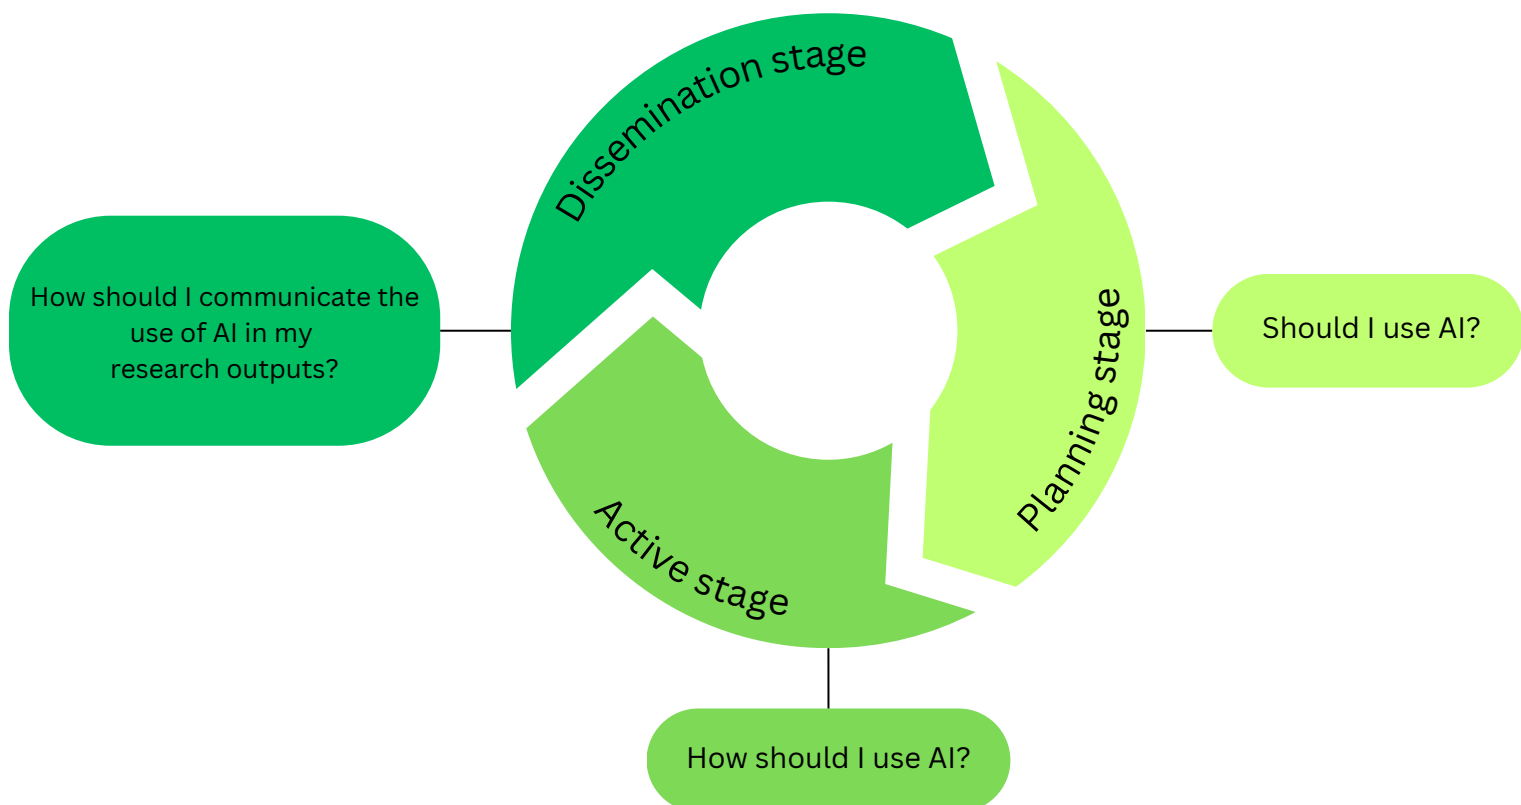 Dissemination stage
How should I communicate the
use of AI in my
research outputs?
Planning stage
Should I use AI?
Active stage
How should I use AI?